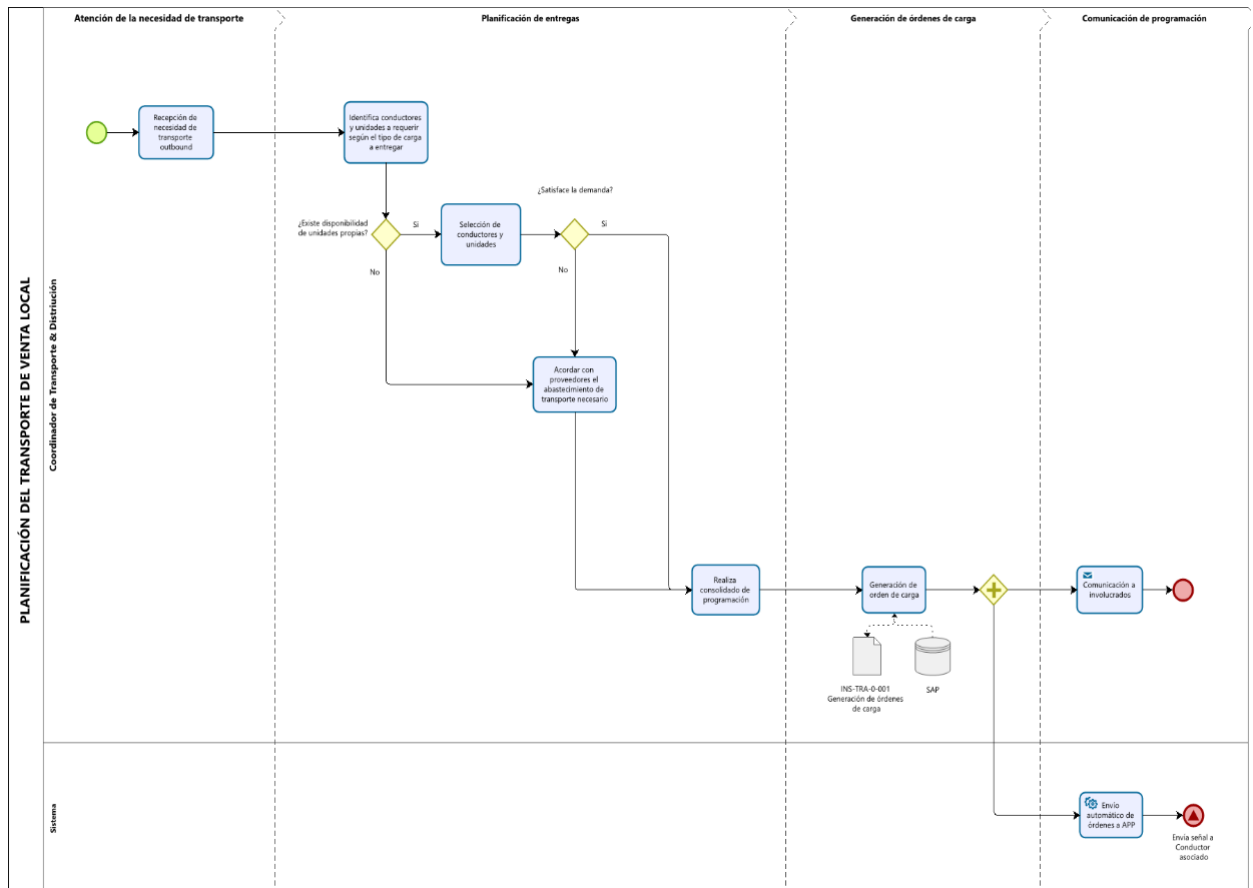 Atención de la necesidad de transporte
Planificación de entregas
Generación de órdenes de carga
Comunicación de programación
PLANIFICACIÓN DEL TRANSPORTE DE VENTA LOCAL
Coordinador de Transporte & Distriución
Recepción de
necesidad de
transporte
outbound
Identifica conductores
y unidades a requerir
según el tipo de carga
a entregar
¿Existe disponibilidad
de unidades propias?
Si
No
Selección de
conductores y
unidades
¿Satisface la demanda?
Si
No
Acordar con
proveedores el
abastecimiento de
transporte necesario
Realiza
consolidado de
programación
Generación de
orden de carga
INS-TRA-0-001
Generación de órdenes
de carga
SAP
Comunicación a
involucrados
Sistema
Envío
automático de
órdenes a APP
Envia señal a
Conductor
asociado